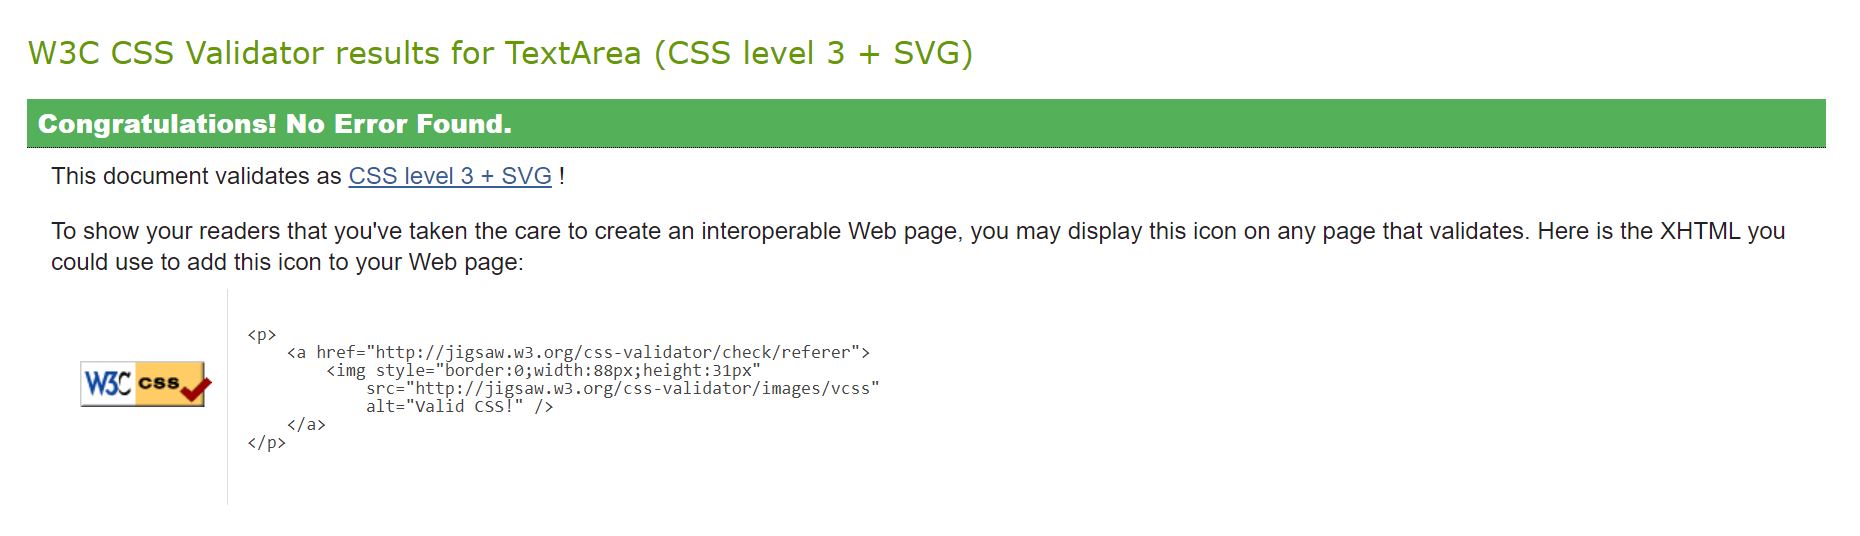 W3C CSS Validator results for TextArea (CSS level 3 + SVG)
Congratulations! No Error Found.
This document validates as CSS level 3 + SVG !
To show your readers that you've taken the care to create an interoperable Web page, you may display this icon on any page that validates. Here is the XHTML you
could use to add this icon to your Web page:
W3C css
<p>
    <a href="http://jigsaw.w3.org/css-validator/check/referer">
        <img style="border:0;width:88px;height:31px"
            src="http://jigsaw.w3.org/css-validator/images/vcss"
            alt="Valid CSS!" />
    </a>
</p>